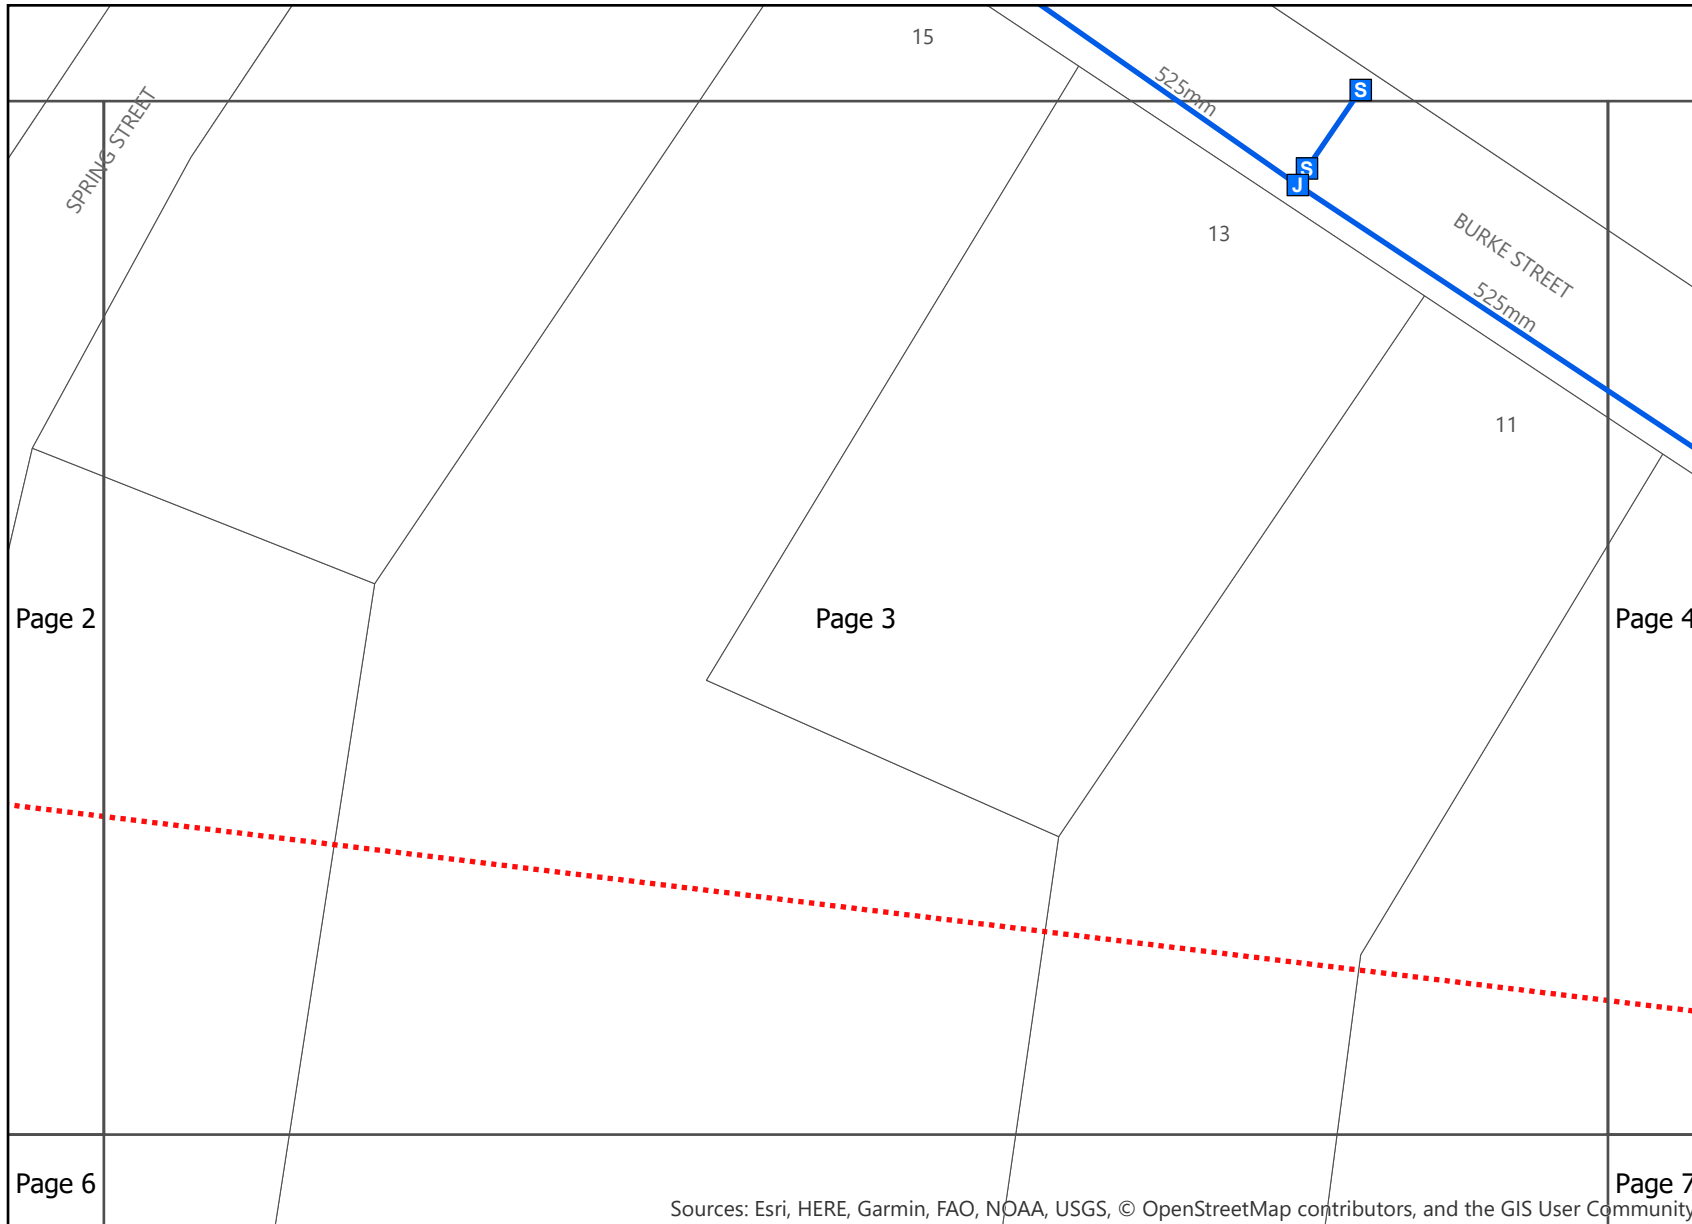 15
525mm
S
SPRING STREET
S
J
13
BURKE STREET
525mm
11
Page 2
Page 3
Page 4
Page 6
Page 7
Sources: Esri, HERE, Garmin, FAO, NOAA, USGS, © OpenStreetMap contributors, and the GIS User Community